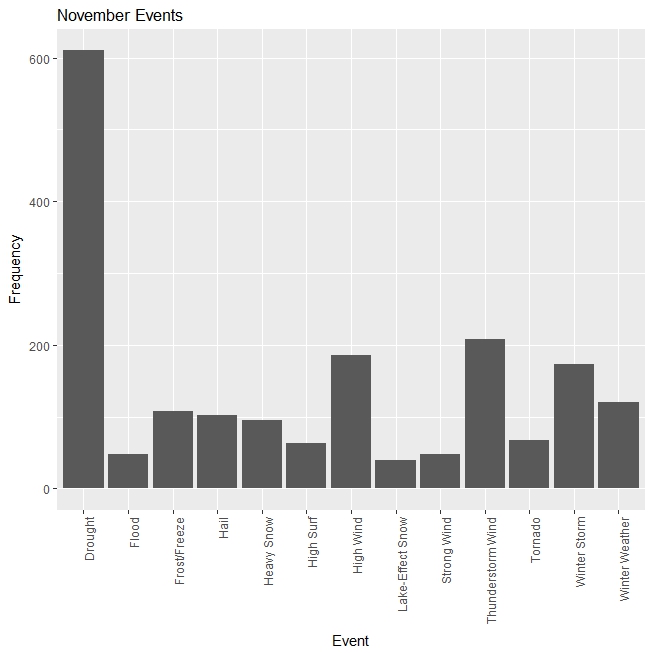 November Events
Frequency
600
400
200
0
Drought
Flood
Frost/Freeze
Hail
Heavy Snow
High Surf
High Wind
Lake-Effect Snow
Strong Wind
Thunderstorm Wind
Tornado
Winter Storm
Winter Weather
Event